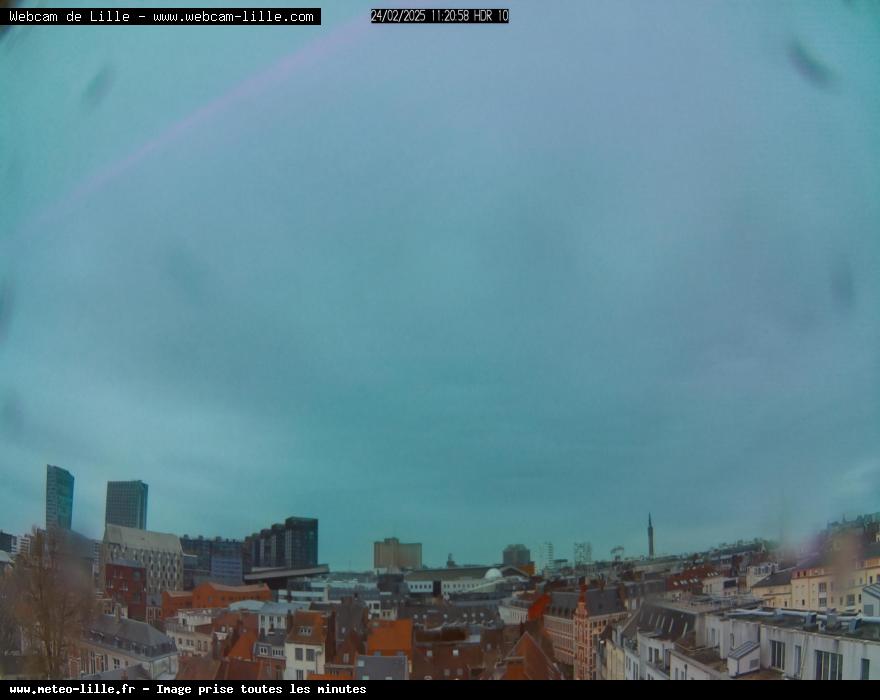 Webcam de Lille - www.webcam-lille.com
24/02/2025 11:20:58 HDR 10
www.meteo-lille.fr - Image prise toutes les minutes